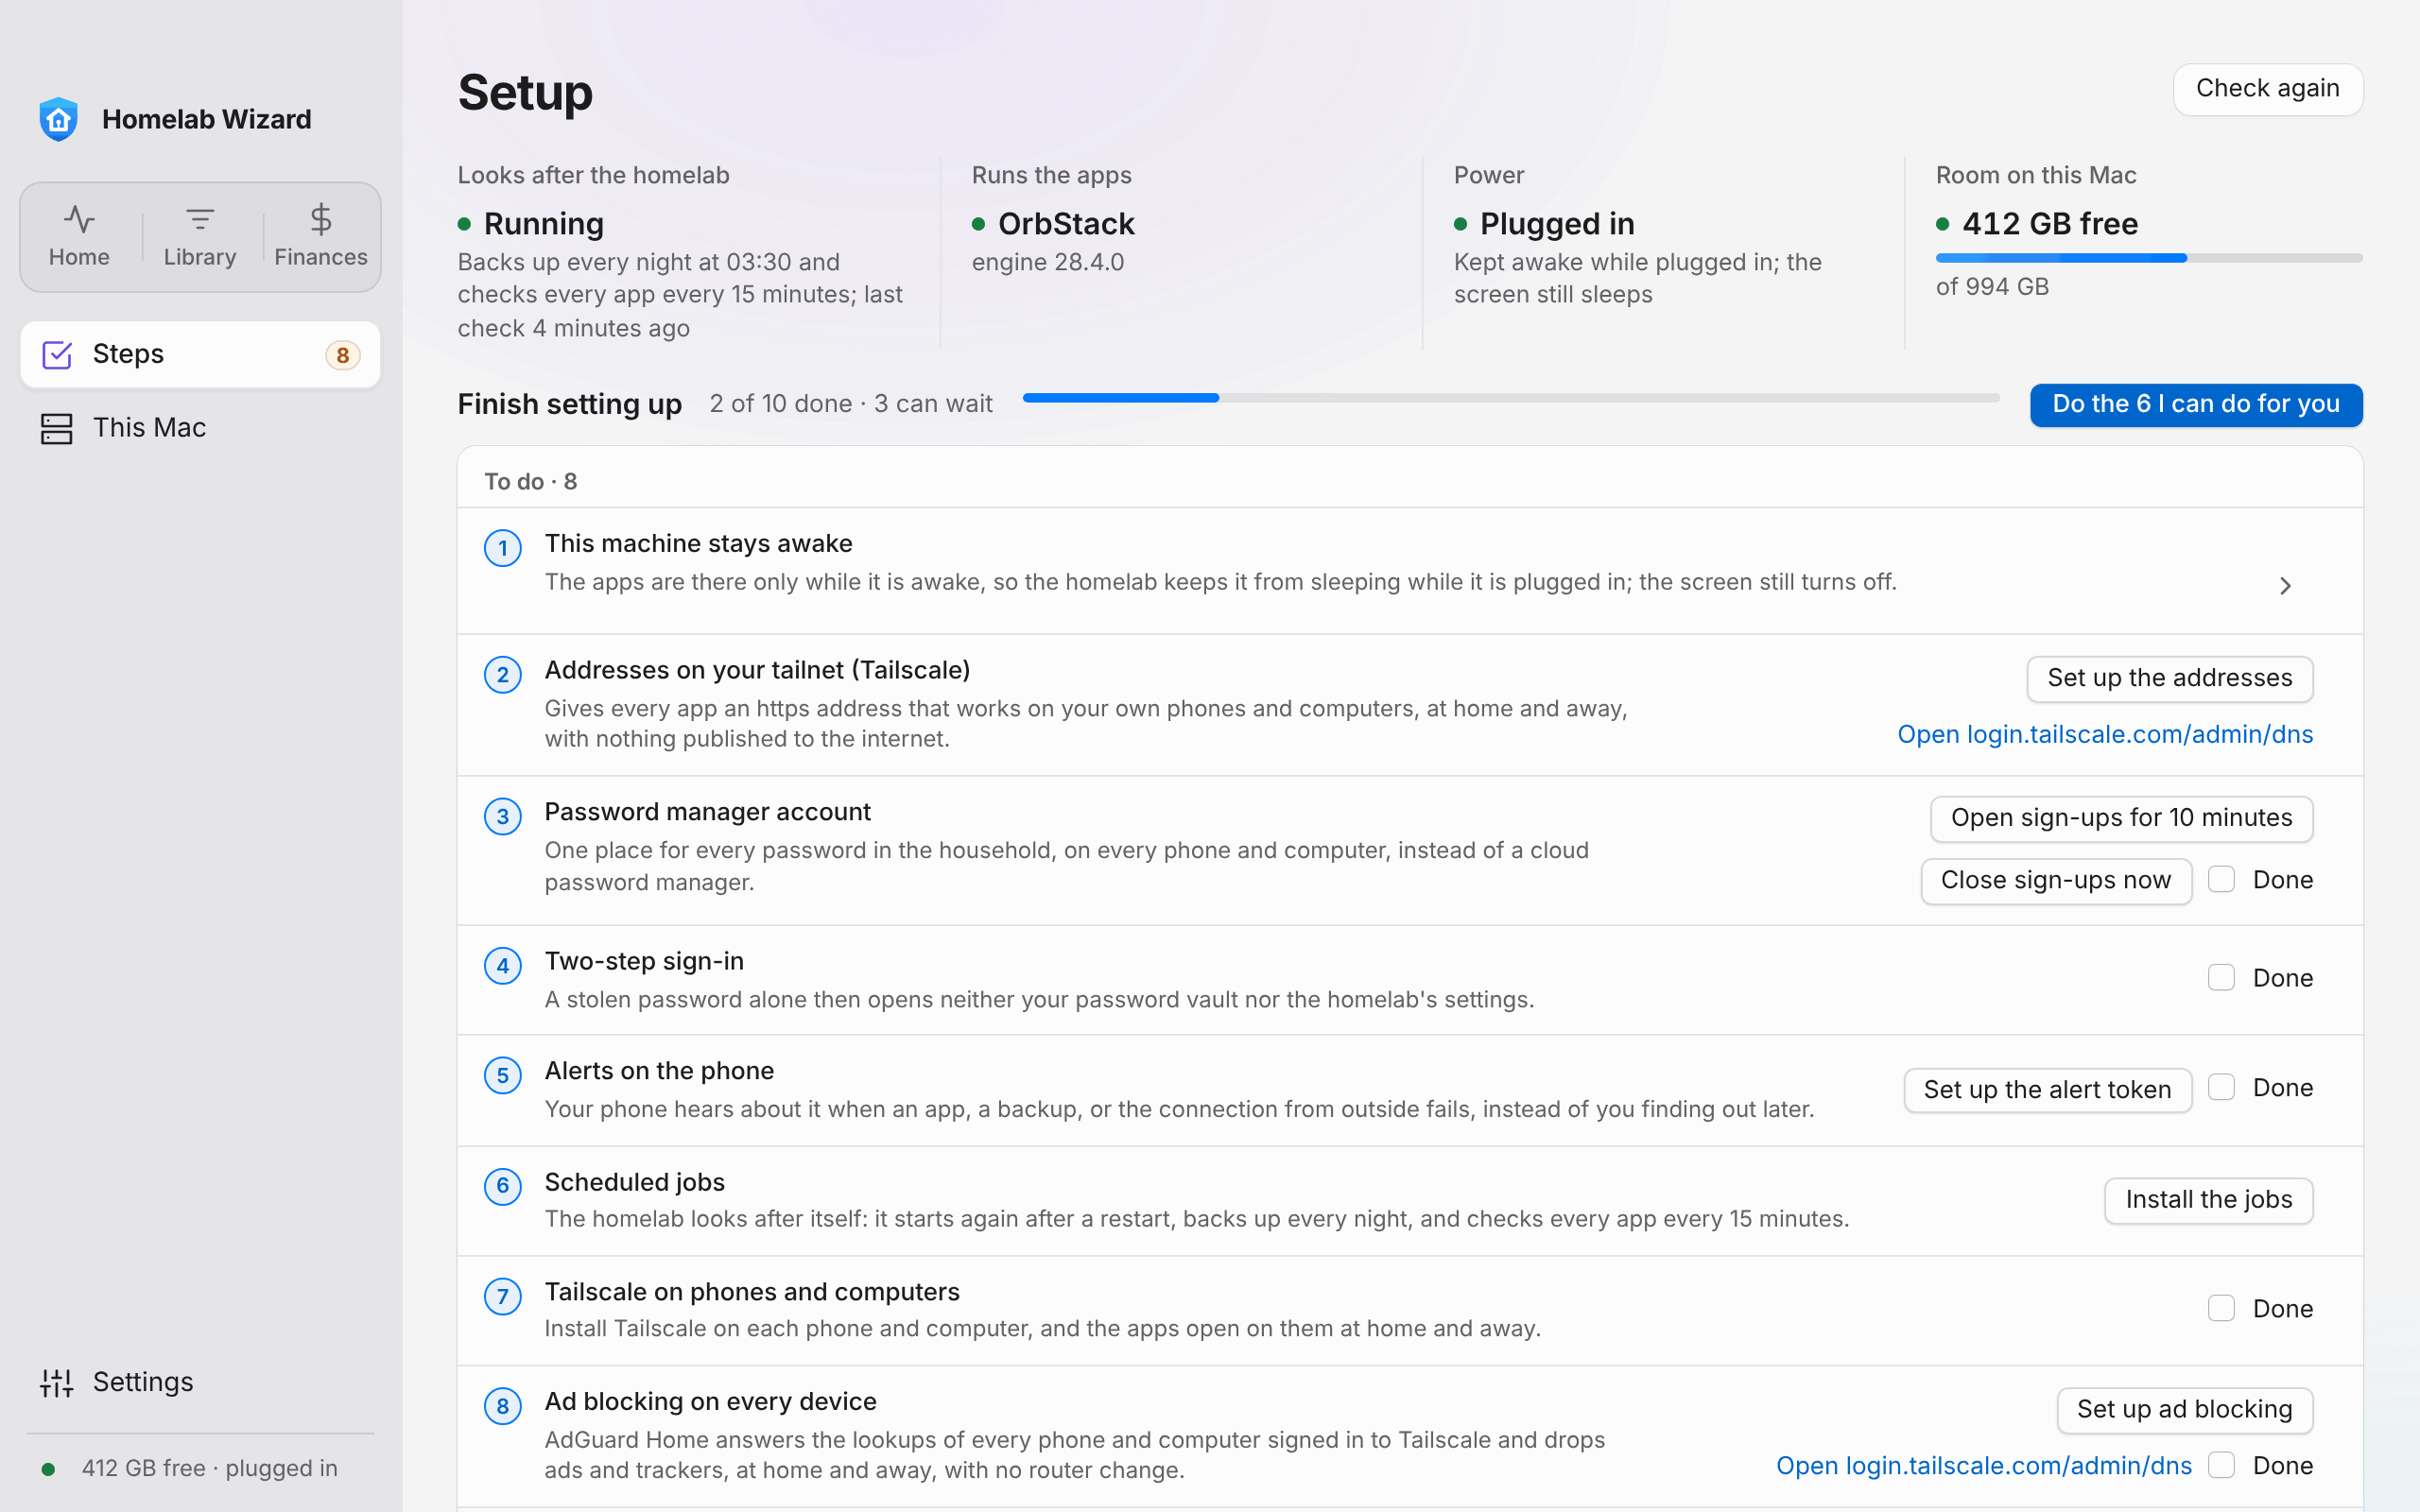 Homelab Wizard
Home
Library
Finances
Steps
8
This Mac
Settings
412 GB free · plugged in
Setup
Check again
Looks after the homelab
Running
Backs up every night at 03:30 and
checks every app every 15 minutes; last
check 4 minutes ago
Runs the apps
OrbStack
engine 28.4.0
Power
Plugged in
Kept awake while plugged in; the
screen still sleeps
Room on this Mac
412 GB free
of 994 GB
Finish setting up
2 of 10 done · 3 can wait
Do the 6 I can do for you
To do · 8
1
This machine stays awake
The apps are there only while it is awake, so the homelab keeps it from sleeping while it is plugged in; the screen still turns off.
2
Addresses on your tailnet (Tailscale)
Gives every app an https address that works on your own phones and computers, at home and away,
with nothing published to the internet.
Set up the addresses
Open login.tailscale.com/admin/dns
3
Password manager account
One place for every password in the household, on every phone and computer, instead of a cloud
password manager.
Open sign-ups for 10 minutes
Close sign-ups now
Done
4
Two-step sign-in
A stolen password alone then opens neither your password vault nor the homelab's settings.
Done
5
Alerts on the phone
Your phone hears about it when an app, a backup, or the connection from outside fails, instead of you finding out later.
Set up the alert token
Done
6
Scheduled jobs
The homelab looks after itself: it starts again after a restart, backs up every night, and checks every app every 15 minutes.
Install the jobs
7
Tailscale on phones and computers
Install Tailscale on each phone and computer, and the apps open on them at home and away.
Done
8
Ad blocking on every device
AdGuard Home answers the lookups of every phone and computer signed in to Tailscale and drops
ads and trackers, at home and away, with no router change.
Set up ad blocking
Open login.tailscale.com/admin/dns
Done